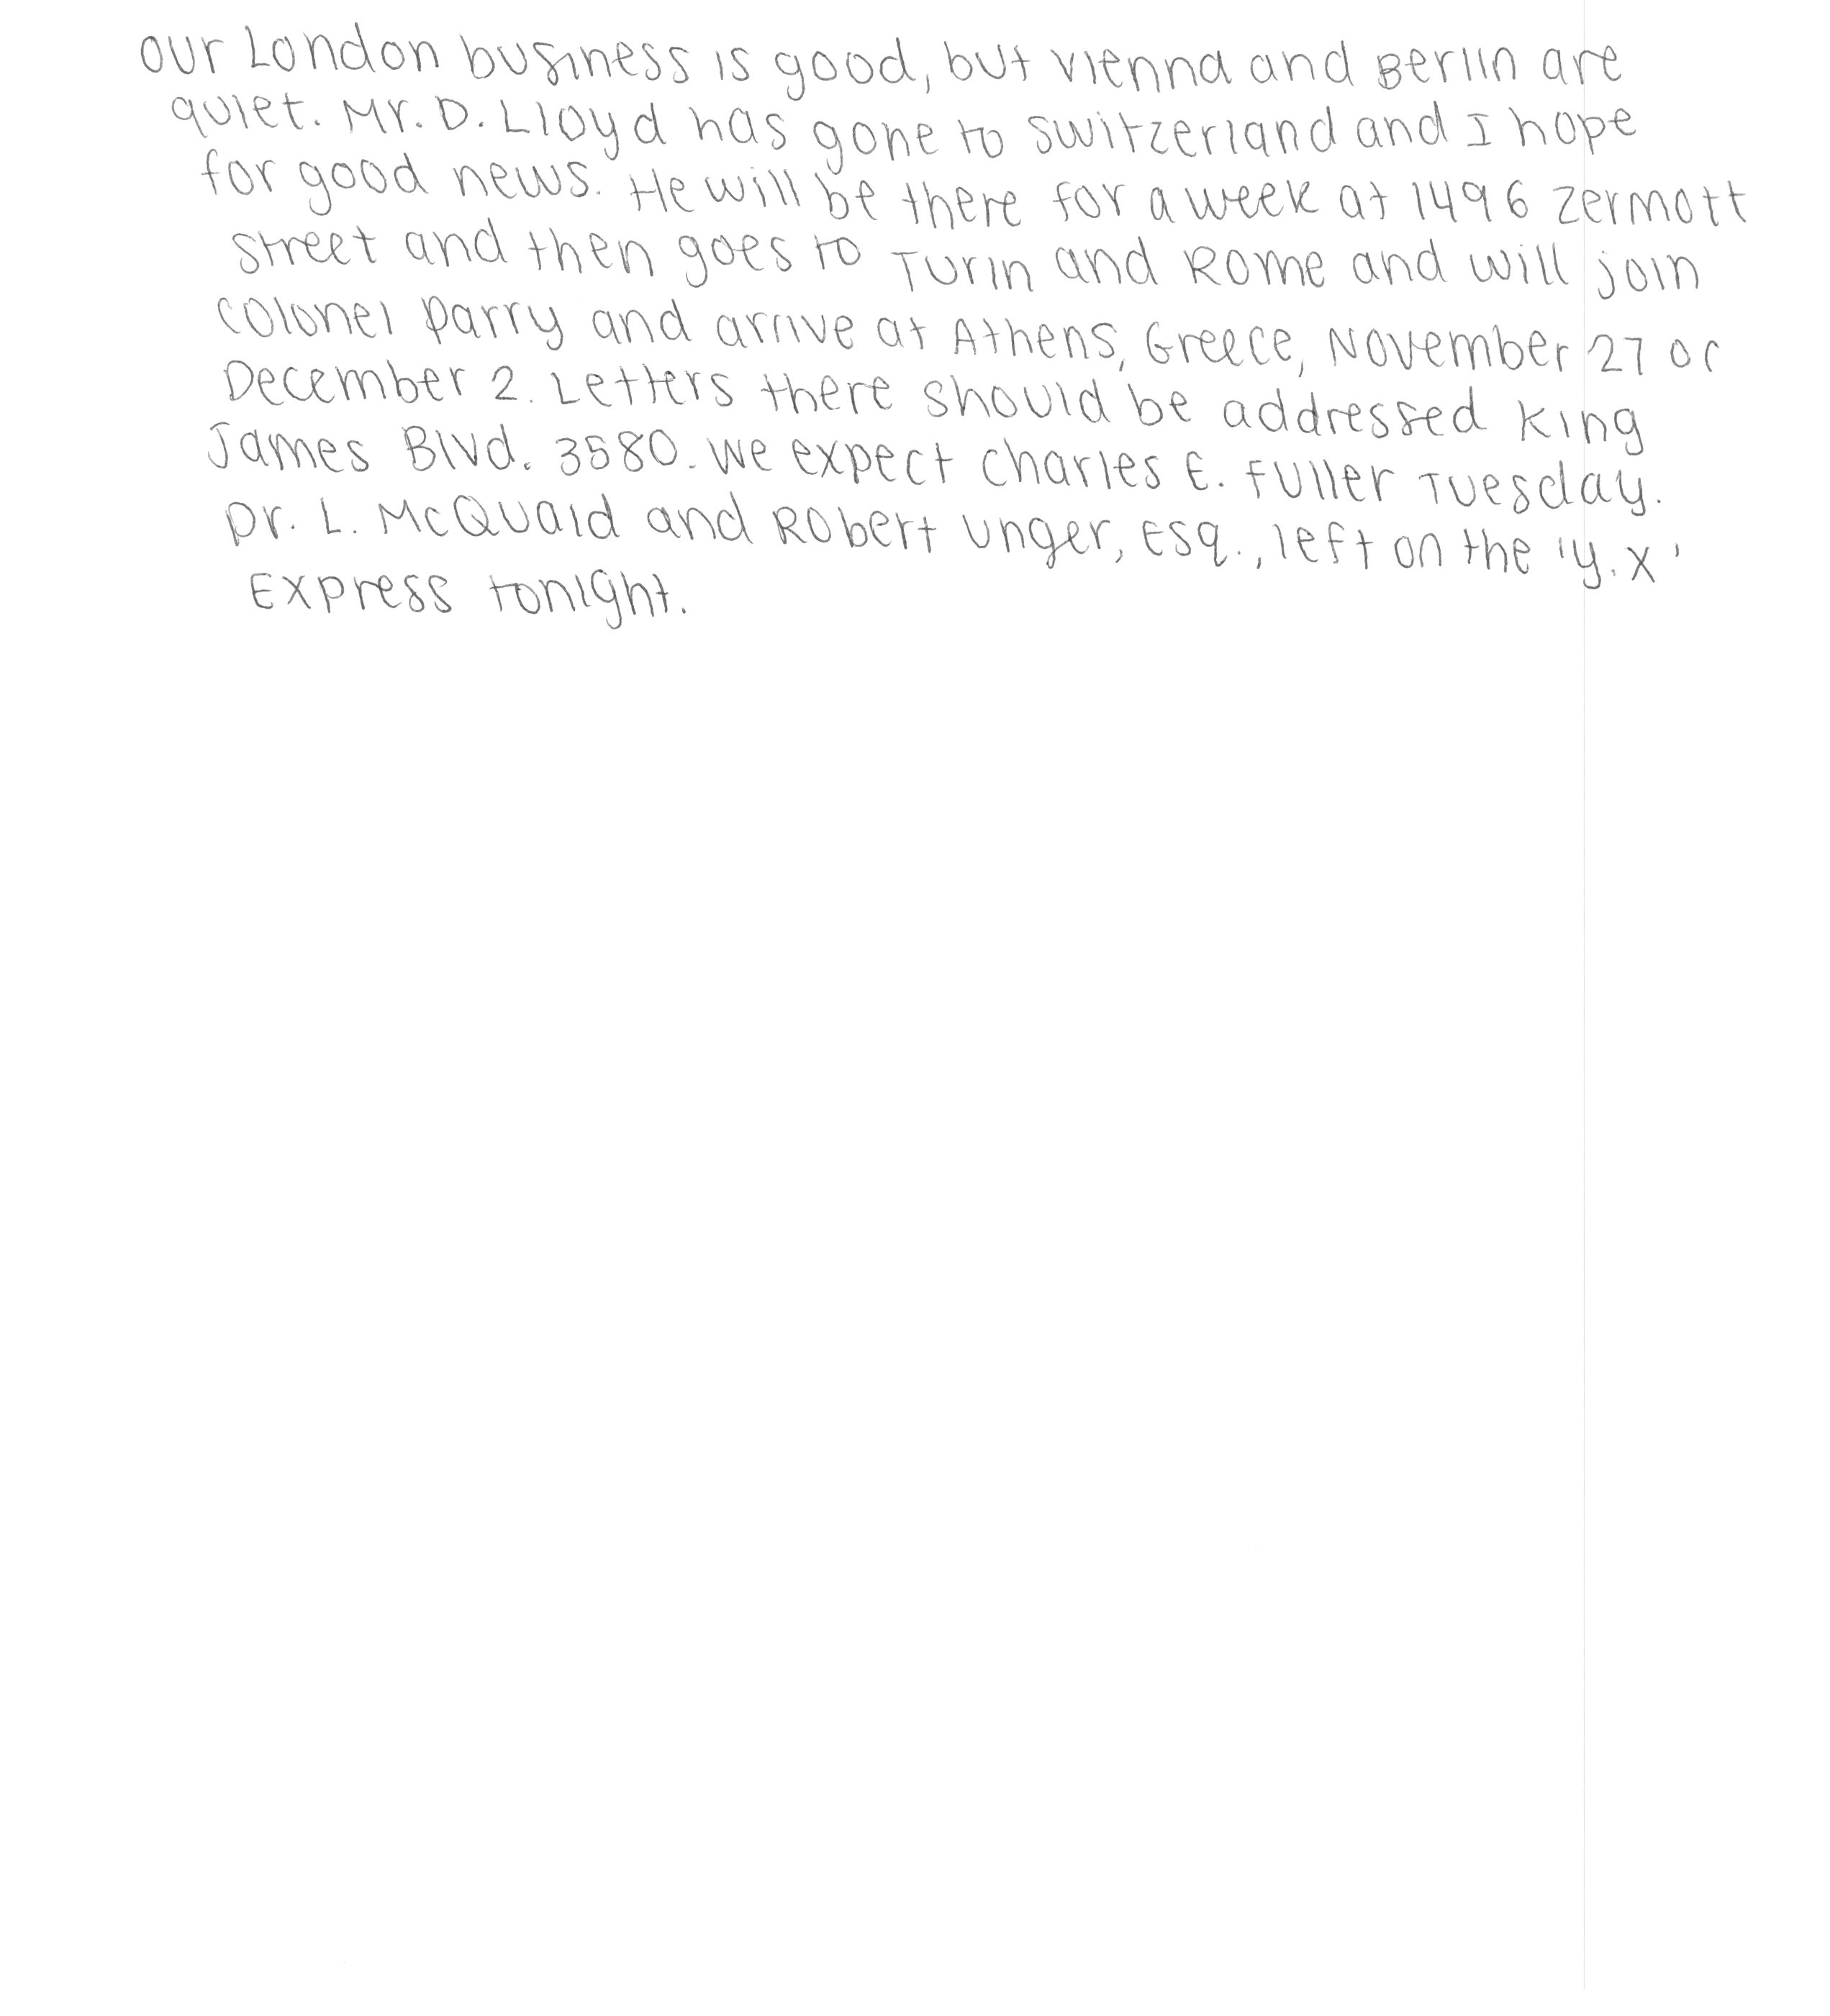 our London business is good, but vienna and Berlin are
quiet. Mr. D. Lloyd has gone to switzerland and I hope
for good news. He will be there for a week at 1496 zermott
street and then goes to Turin and Rome and will join
colonel parry and arrive at Athens, Greece, November 27 or
December 2. Letters there should be addressed King
James Blvd. 3580. we expect charles E. Fuller Tuesday.
Dr. L. McQuaid and Robert unger, Esq., left on the 'y.x'
Express tonight.